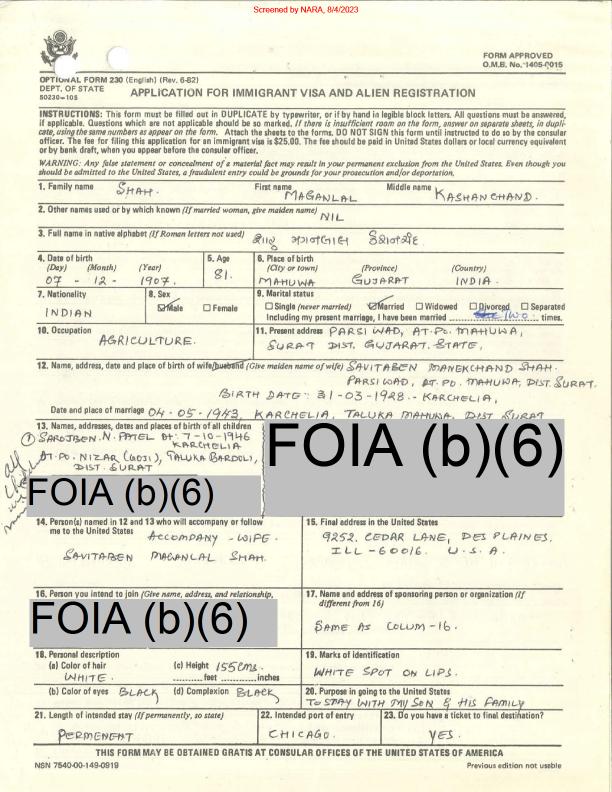 Screened by NARA, 8/4/2023
FORM APPROVED
O.M.B. No. 1405-0015
OPTIONAL FORM 230 (English) (Rev. 6-82)
DEPT. OF STATE
50230-105
APPLICATION FOR IMMIGRANT VISA AND ALIEN REGISTRATION
INSTRUCTIONS: This form must be filled out in DUPLICATE by typewriter, or if by hand in legible block letters. All questions must be answered,
if applicable. Questions which are not applicable should be so marked. If there is insufficient room on the form, answer on separate sheets, in dupli-
cate, using the same numbers as appear on the form. Attach the sheets to the forms. DO NOT SIGN this form until instructed to do so by the consular
officer. The fee for filing this application for an immigrant visa is $25.00. The fee should be paid in United States dollars or local currency equivalent
or by bank draft, when you appear before the consular officer.
WARNING: Any false statement or concealment of a material fact may result in your permanent exclusion from the United States. Even though you
should be admitted to the United States, a fraudulent entry could be grounds for your prosecution and/or deportation.
1. Family name First name Middle name
SHAH. MAGANLAL KASHANCHAND.
2. Other names used or by which known (If married woman, give maiden name) NIL
3. Full name in native alphabet (If Roman letters not used) શાહ મગનલાલ
4. Date of birth 5. Age 6. Place of birth
(Day) (Month) (Year) (City or town) (Province) (Country)
07 - 12 - 1907. 81. MAHUWA GUJARAT INDIA.
7. Nationality 8. Sex 9. Marital status
Male Female Single (never married) Married Widowed Divorced Separated
INDIAN Including my present marriage, I have been married TWO times.
10. Occupation 11. Present address PARSI WAD, AT. PO. MAHUWA,
AGRICULTURE. SURAT DIST. GUJARAT. STATE,
12. Name, address, date and place of birth of wife/husband (Give maiden name of wife) SAVITABEN MANEKCHAND SHAH.
PARSIWAD, AT. PO. MAHUWA, DIST. SURAT.
BIRTH DATE: 31-03-1928. - KARCHELIA,
Date and place of marriage 04-05-1943, KARCHELIA, TALUKA MAHUWA, DIST SURAT
13. Names, addresses, dates and places of birth of all children
① SAROJBEN. N. PATEL BT: 7-10-1946
KARCHELIA
AT. PO. NIZAR (GOJI), TALUKA BARDOLI,
DIST. SURAT
all
FOIA (b)(6)
FOIA (b)(6)
14. Person(s) named in 12 and 13 who will accompany or follow
me to the United States ACCOMPANY - WIFE.
SAVITABEN MAGANLAL SHAH.
15. Final address in the United States
9252. CEDAR LANE, DES PLAINES.
ILL - 60016. U.S.A.
16. Person you intend to join (Give name, address, and relationship,
FOIA (b)(6)
17. Name and address of sponsoring person or organization (If
different from 16)
SAME AS COLUM-16.
18. Personal description
(a) Color of hair (c) Height 155 CMS.
WHITE. feet inches
(b) Color of eyes BLACK (d) Complexion BLACK
19. Marks of identification
WHITE SPOT ON LIPS.
20. Purpose in going to the United States
TO STAY WITH MY SON & HIS FAMILY
21. Length of intended stay (If permanently, so state) 22. Intended port of entry 23. Do you have a ticket to final destination?
PERMENENT CHICAGO. YES.
THIS FORM MAY BE OBTAINED GRATIS AT CONSULAR OFFICES OF THE UNITED STATES OF AMERICA
NSN 7540-00-149-0919 Previous edition not usable